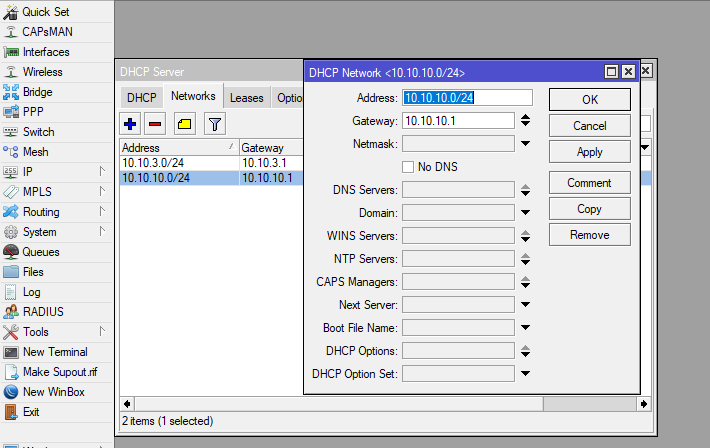 Quick Set
CAPsMAN
Interfaces
Wireless
Bridge
PPP
Switch
Mesh
IP
MPLS
Routing
System
Queues
Files
Log
RADIUS
Tools
New Terminal
Make Supout.rif
New WinBox
Exit
DHCP Server
DHCP Networks Leases Optio
Address Gateway
10.10.3.0/24 10.10.3.1
10.10.10.0/24 10.10.10.1
2 items (1 selected)
DHCP Network <10.10.10.0/24>
Address: 10.10.10.0/24
Gateway: 10.10.10.1
Netmask:
No DNS
DNS Servers:
Domain:
WINS Servers:
NTP Servers:
CAPS Managers:
Next Server:
Boot File Name:
DHCP Options:
DHCP Option Set:
OK
Cancel
Apply
Comment
Copy
Remove